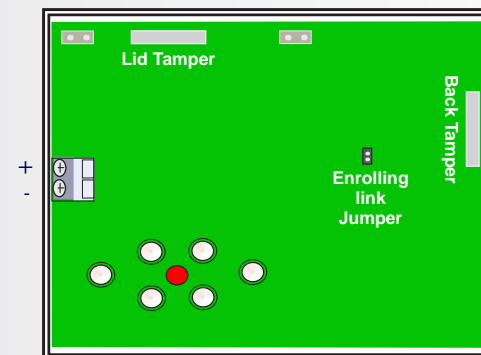 Lid Tamper
Back Tamper
+
-
Enrolling
link
Jumper